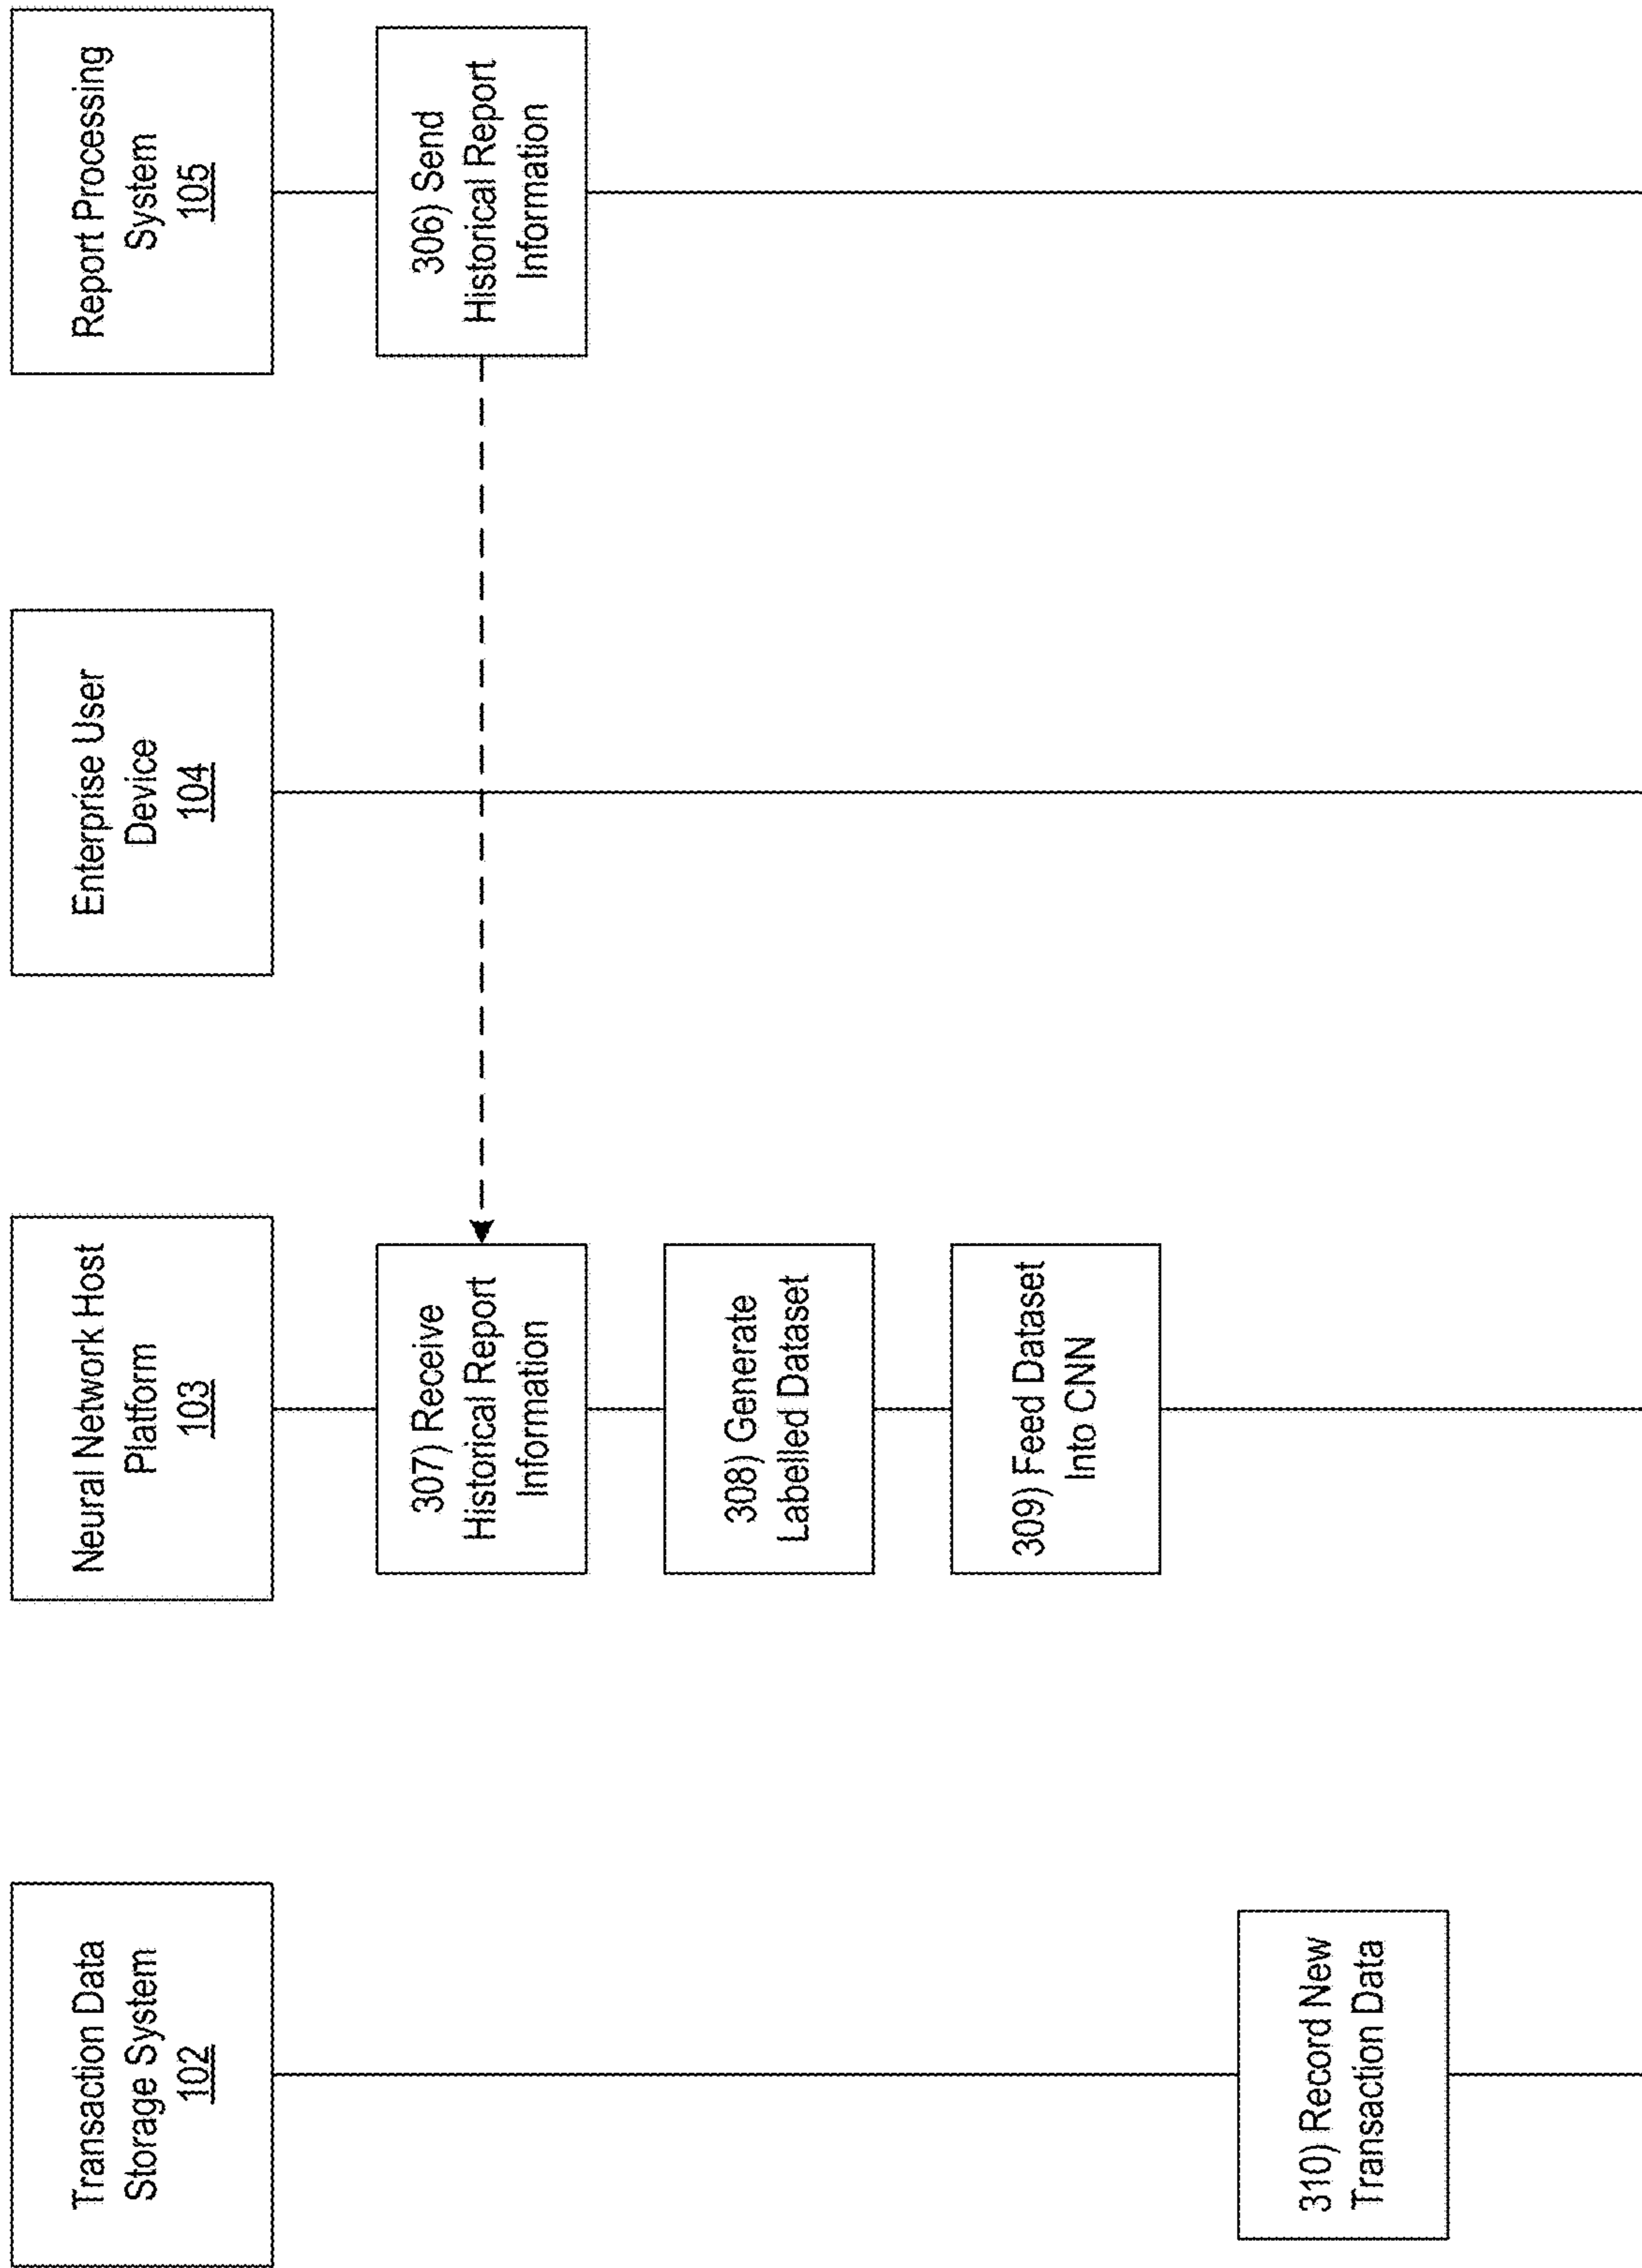 Transaction Data
Storage System
102
Neural Network Host
Platform
103
Enterprise User
Device
104
Report Processing
System
105
306) Send
Historical Report
Information
307) Receive
Historical Report
Information
308) Generate
Labelled Dataset
309) Feed Dataset
Into CNN
310) Record New
Transaction Data